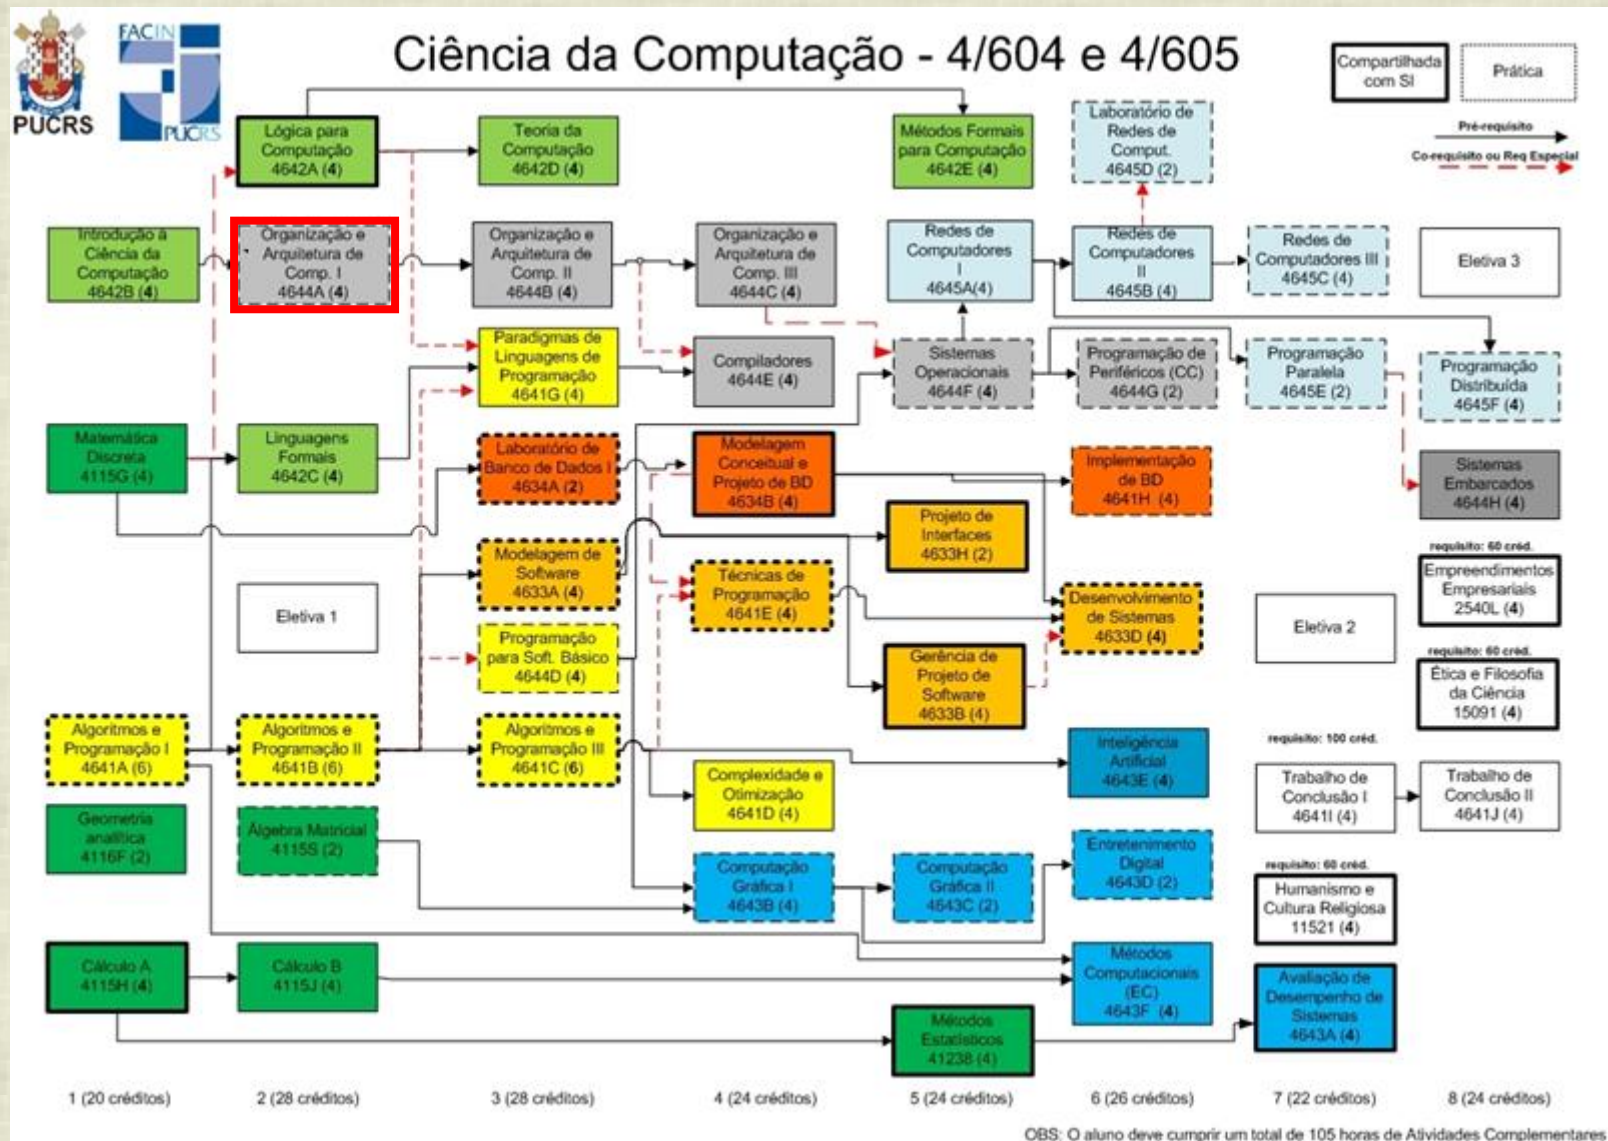 PUCRS
FACIN
PUCRS
Ciência da Computação - 4/604 e 4/605
Compartilhada
com SI
Prática
Pré-requisito
Co-requisito ou Req Especial
Lógica para
Computação
4642A (4)
Teoria da
Computação
4642D (4)
Métodos Formais
para Computação
4642E (4)
Laboratório de
Redes de
Comput.
4645D (2)
Introdução à
Ciência da
Computação
4642B (4)
Organização e
Arquitetura de
Comp. I
4644A (4)
Organização e
Arquitetura de
Comp. II
4644B (4)
Organização e
Arquitetura de
Comp. III
4644C (4)
Redes de
Computadores
I
4645A(4)
Redes de
Computadores
II
4645B (4)
Redes de
Computadores III
4645C (4)
Eletiva 3
Paradigmas de
Linguagens de
Programação
4641G (4)
Compiladores
4644E (4)
Sistemas
Operacionais
4644F (4)
Programação de
Periféricos (CC)
4644G (2)
Programação
Paralela
4645E (2)
Programação
Distribuída
4645F (4)
Matemática
Discreta
4115G (4)
Linguagens
Formais
4642C (4)
Laboratório de
Banco de Dados I
4634A (2)
Modelagem
Conceitual e
Projeto de BD
4634B (4)
Implementação
de BD
4641H (4)
Sistemas
Embarcados
4644H (4)
Projeto de
Interfaces
4633H (2)
Eletiva 1
Modelagem de
Software
4633A (4)
Técnicas de
Programação
4641E (4)
Desenvolvimento
de Sistemas
4633D (4)
Eletiva 2
requisito: 60 créd.
Empreendimentos
Empresariais
2540L (4)
Programação
para Soft. Básico
4644D (4)
Gerência de
Projeto de
Software
4633B (4)
requisito: 60 créd.
Ética e Filosofia
da Ciência
15091 (4)
Algoritmos e
Programação I
4641A (6)
Algoritmos e
Programação II
4641B (6)
Algoritmos e
Programação III
4641C (6)
Inteligência
Artificial
4643E (4)
requisito: 100 créd.
Trabalho de
Conclusão I
4641I (4)
Trabalho de
Conclusão II
4641J (4)
Complexidade e
Otimização
4641D (4)
Geometria
analítica
4116F (2)
Álgebra Matricial
4115S (2)
Computação
Gráfica I
4643B (4)
Computação
Gráfica II
4643C (2)
Entretenimento
Digital
4643D (2)
requisito: 60 créd.
Humanismo e
Cultura Religiosa
11521 (4)
Cálculo A
4115H (4)
Cálculo B
4115J (4)
Métodos
Computacionais
(EC)
4643F (4)
Avaliação de
Desempenho de
Sistemas
4643A (4)
Métodos
Estatísticos
41238 (4)
1 (20 créditos)
2 (28 créditos)
3 (28 créditos)
4 (24 créditos)
5 (24 créditos)
6 (26 créditos)
7 (22 créditos)
8 (24 créditos)
OBS: O aluno deve cumprir um total de 105 horas de Atividades Complementares